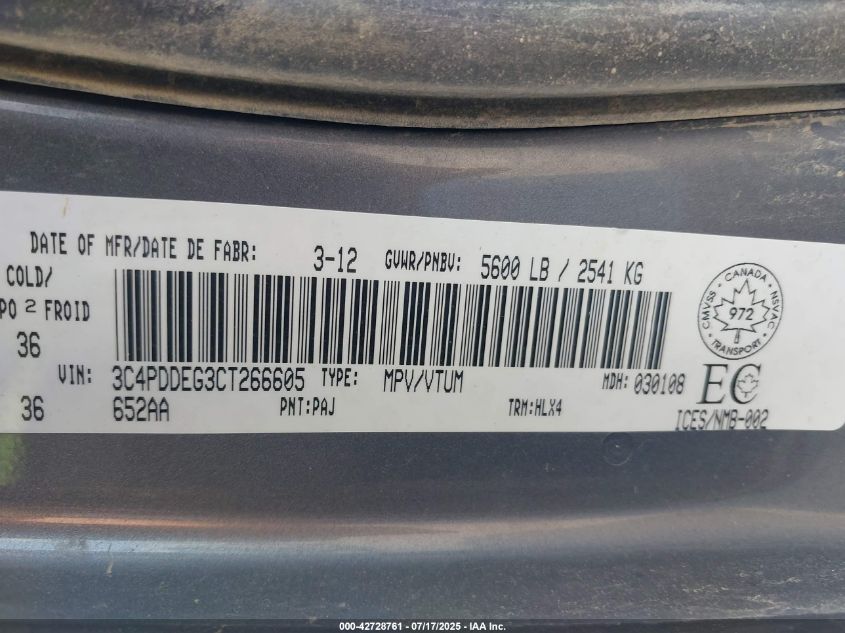 DATE OF MFR/DATE DE FABR: 3-12 GVWR/PNBV: 5600 LB / 2541 KG
COLD/
PO 2 FROID
36
VIN: 3C4PDDEG3CT266605 TYPE: MPV/VTUM MDH: 030108
36 652AA PNT:PAJ TRM:HLX4
CANADA
CMVSS NSVAC
972
TRANSPORT
EC
ICES/NMB-002
000-42728761 / 07/17/2025 - IAA Inc.